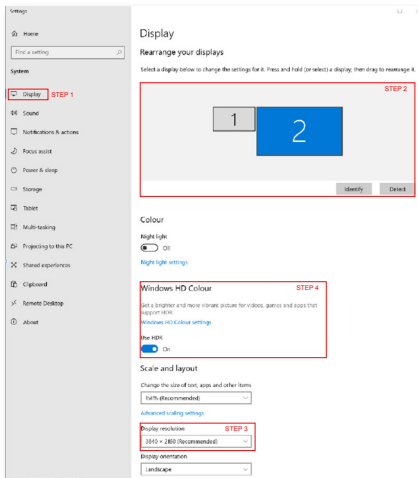 Settings
Home
Find a setting
System
Display STEP 1
Sound
Notifications & actions
Focus assist
Power & sleep
Storage
Tablet
Multi-tasking
Projecting to this PC
Shared experiences
Clipboard
Remote Desktop
About
Display
Rearrange your displays
Select a display below to change the settings for it. Press and hold (or select) a display, then drag to rearrange it.
STEP 2
1
2
Identify Detect
Colour
Night light
Off
Night light settings
Windows HD Colour STEP 4
Get a brighter and more vibrant picture for videos, games and apps that
support HDR.
Windows HD Colour settings
Use HDR
On
Scale and layout
Change the size of text, apps and other items
Advanced scaling settings
Display resolution STEP 3
3840 × 2160 (Recommended)
Display orientation
Landscape